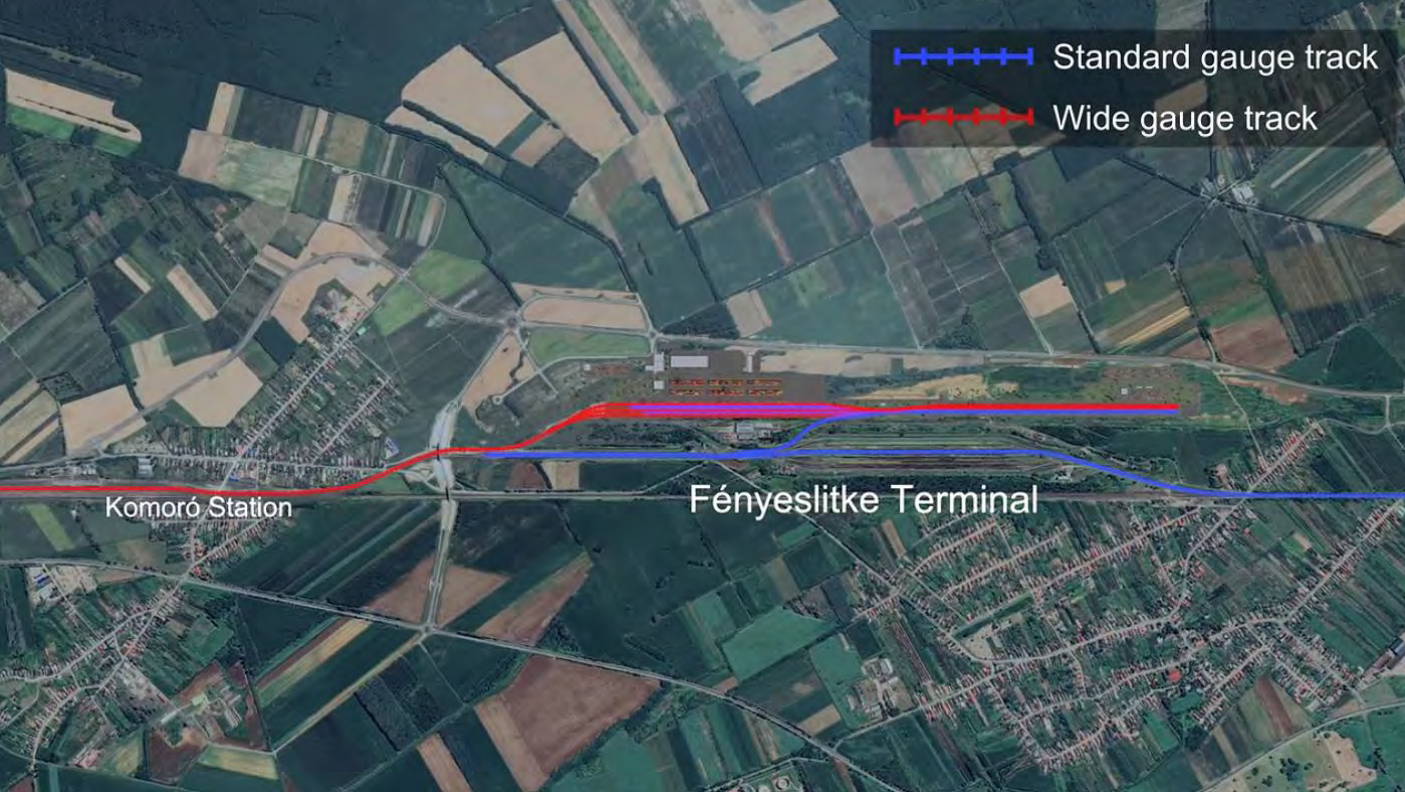 Standard gauge track
Wide gauge track
Komoró Station
Fényeslitke Terminal